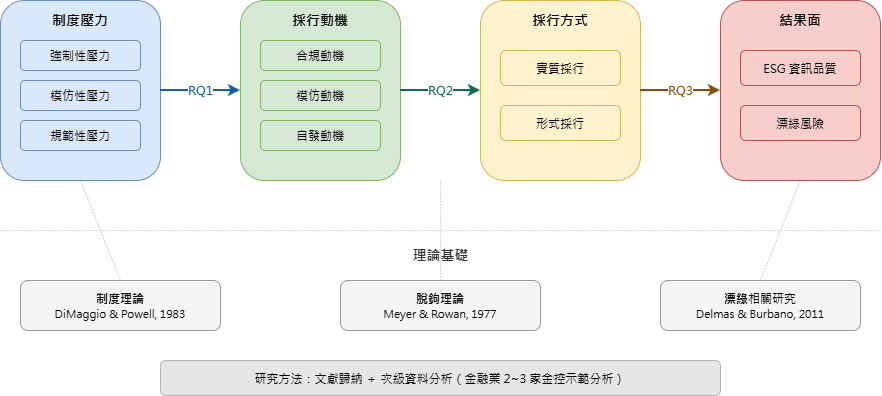 制度壓力
強制性壓力
模仿性壓力
規範性壓力
RQ1
採行動機
合規動機
模仿動機
自發動機
RQ2
採行方式
實質採行
形式採行
RQ3
結果面
ESG 資訊品質
漂綠風險
理論基礎
制度理論
DiMaggio & Powell, 1983
脫鉤理論
Meyer & Rowan, 1977
漂綠相關研究
Delmas & Burbano, 2011
研究方法：文獻歸納 + 次級資料分析（金融業 2~3 家金控示範分析）